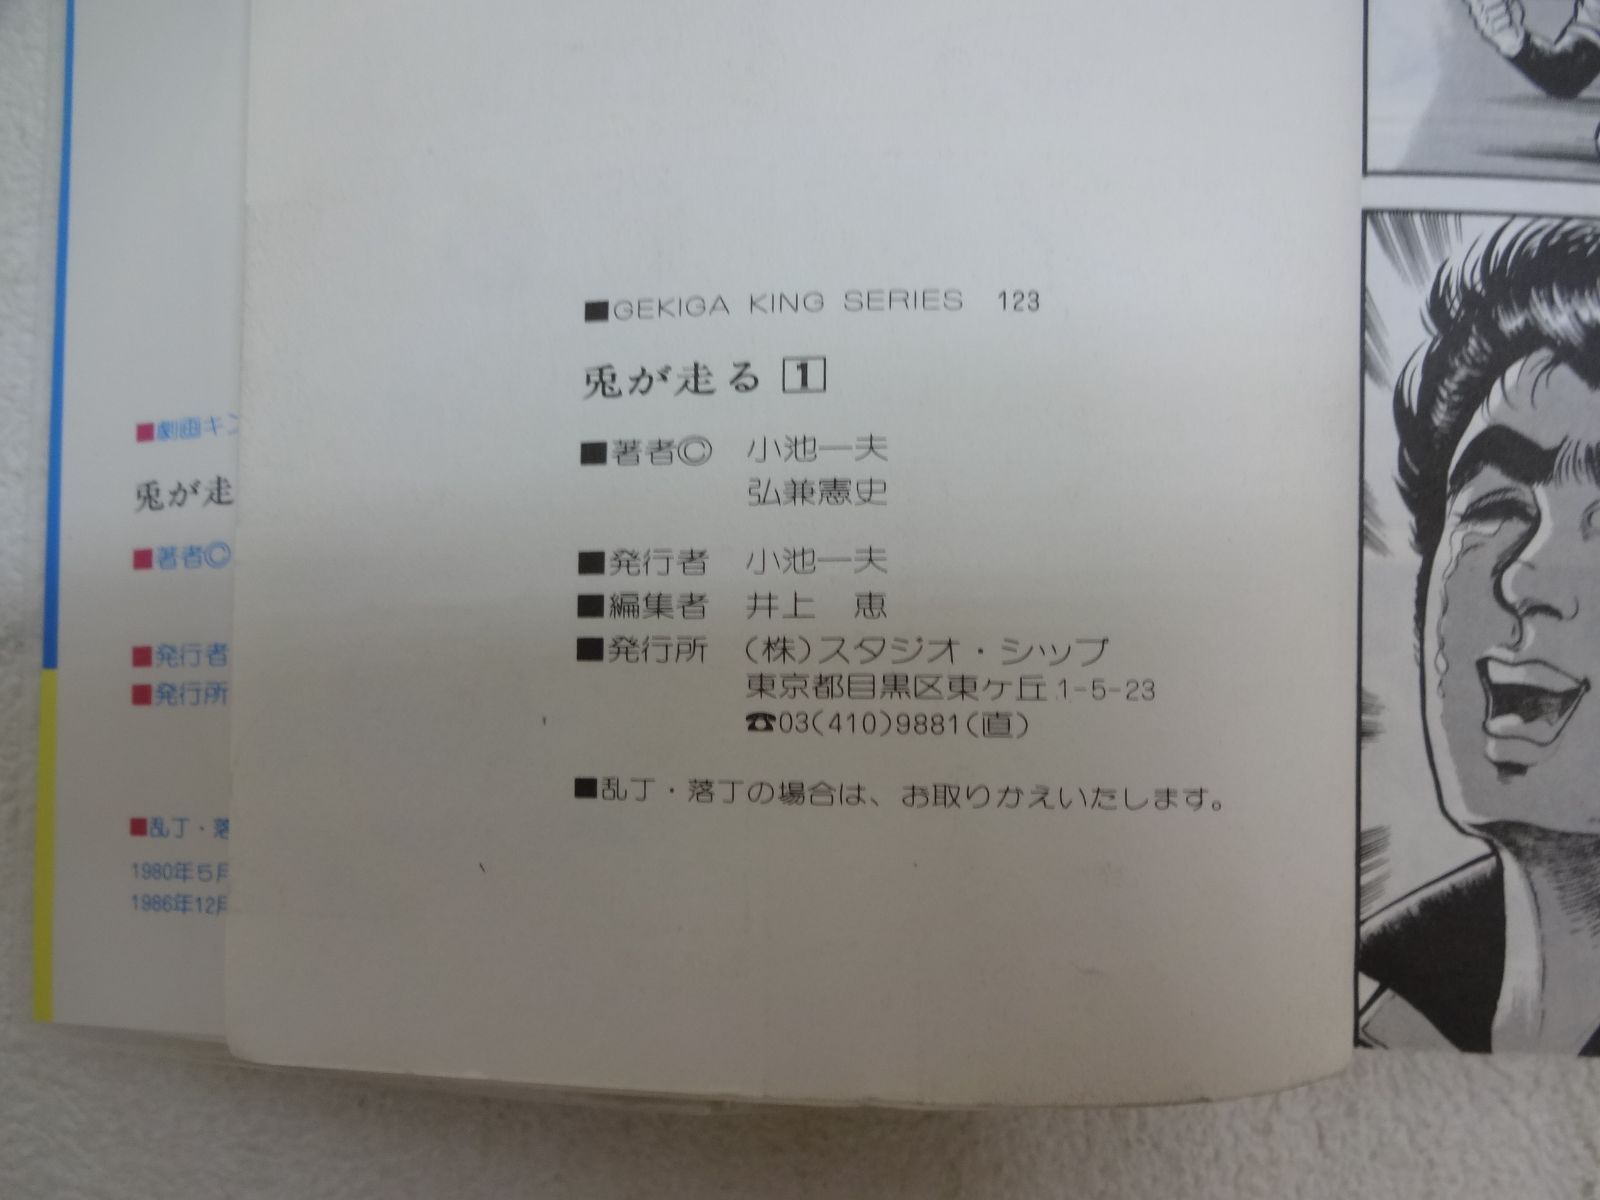 ■GEKIGA KING SERIES 123
兎が走る 1
■著者© 小池一夫
弘兼憲史
■発行者 小池一夫
■編集者 井上 恵
■発行所 (株)スタジオ・シップ
東京都目黒区東ケ丘1-5-23
☎03(410)9881(直)
■乱丁・落丁の場合は、お取りかえいたします。
■劇画キン
兎が走
■著者©
■発行者
■発行所
■乱丁・落
1980年5月
1986年12月